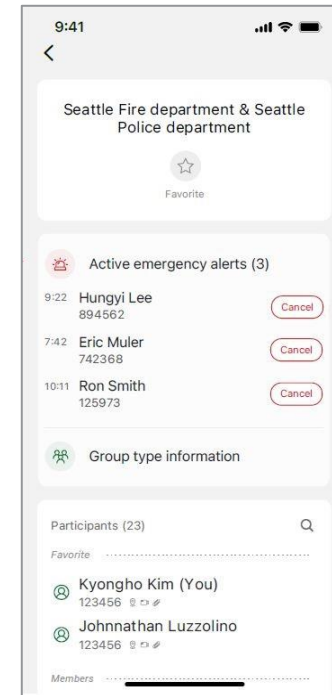 9:41
Seattle Fire department & Seattle
Police department
Favorite
Active emergency alerts (3)
9:22 Hungyi Lee Cancel
894562
7:42 Eric Muler Cancel
742368
10:11 Ron Smith Cancel
125973
Group type information
Participants (23)
Favorite
Kyongho Kim (You)
123456
Johnnathan Luzzolino
123456
Members